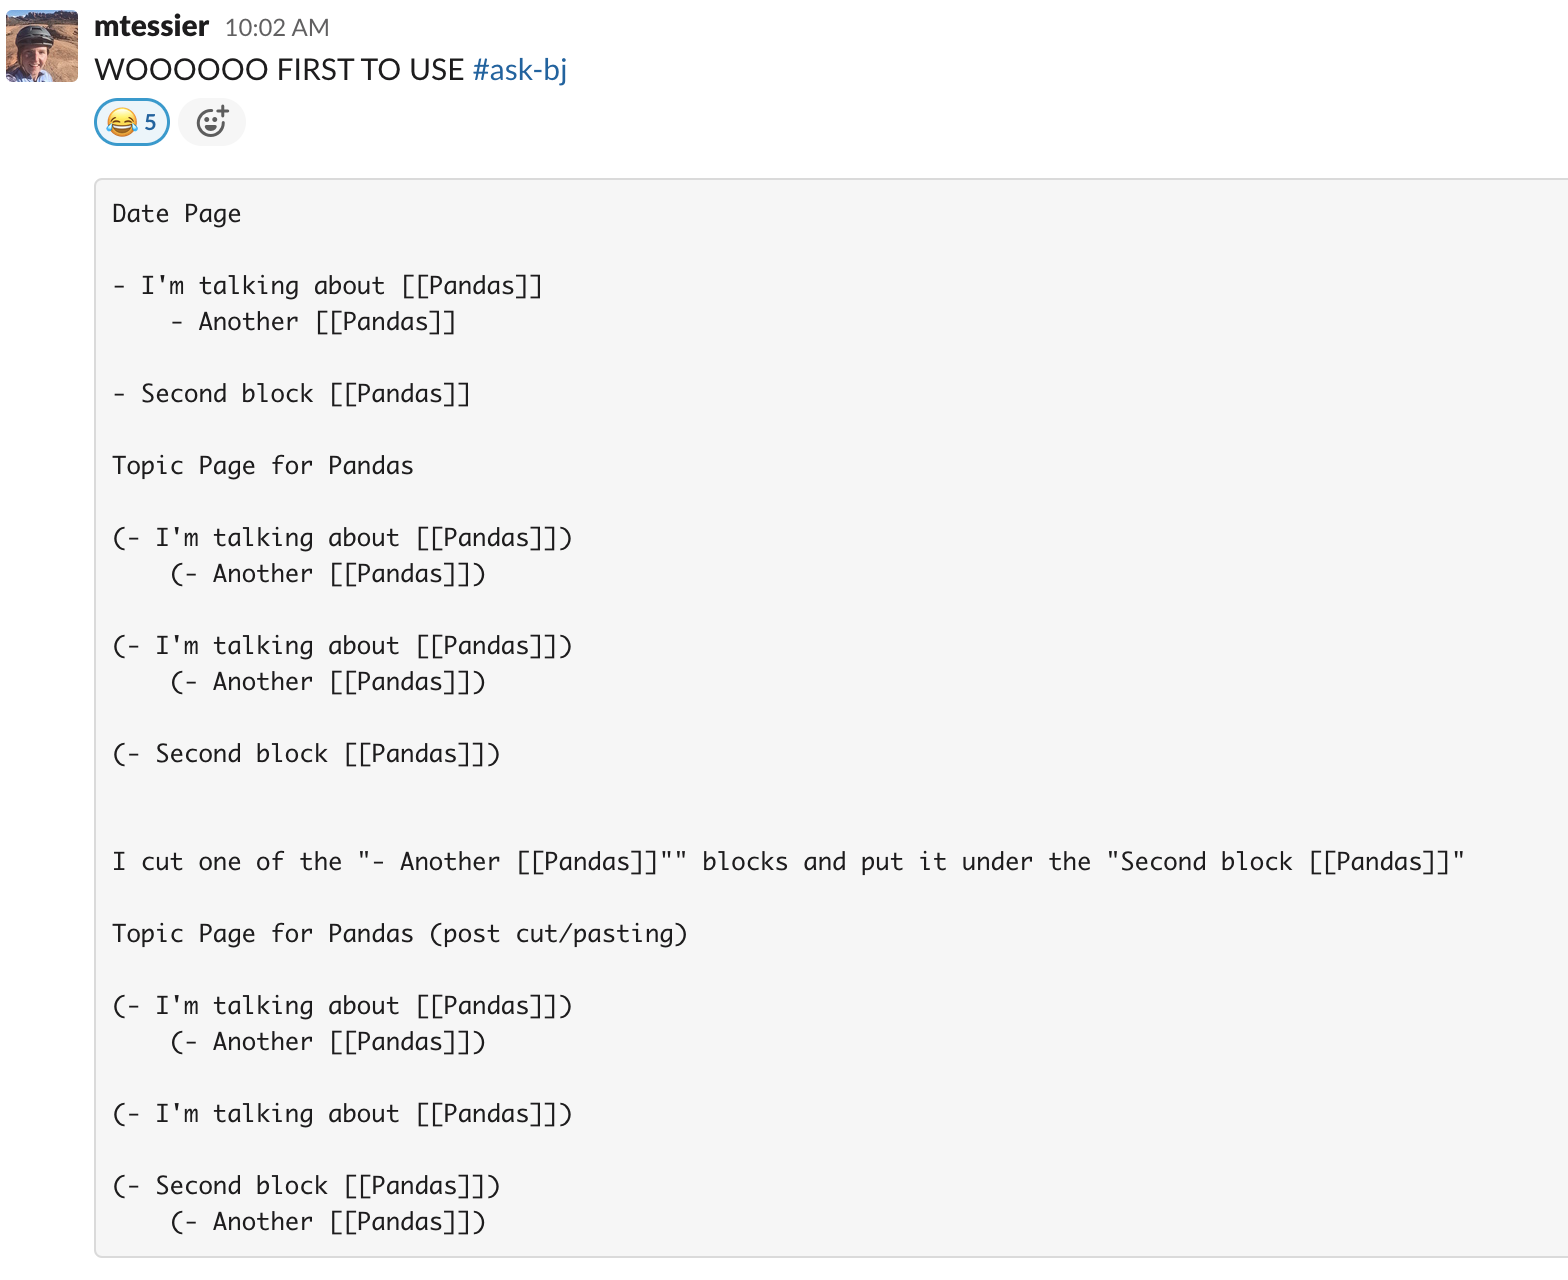 mtessier 10:02 AM
WOOOOOO FIRST TO USE #ask-bj
😂 5
Date Page
- I'm talking about [[Pandas]]
    - Another [[Pandas]]
- Second block [[Pandas]]
Topic Page for Pandas
(- I'm talking about [[Pandas]])
    (- Another [[Pandas]])
(- I'm talking about [[Pandas]])
    (- Another [[Pandas]])
(- Second block [[Pandas]])
I cut one of the "- Another [[Pandas]]"" blocks and put it under the "Second block [[Pandas]]"
Topic Page for Pandas (post cut/pasting)
(- I'm talking about [[Pandas]])
    (- Another [[Pandas]])
(- I'm talking about [[Pandas]])
(- Second block [[Pandas]])
    (- Another [[Pandas]])